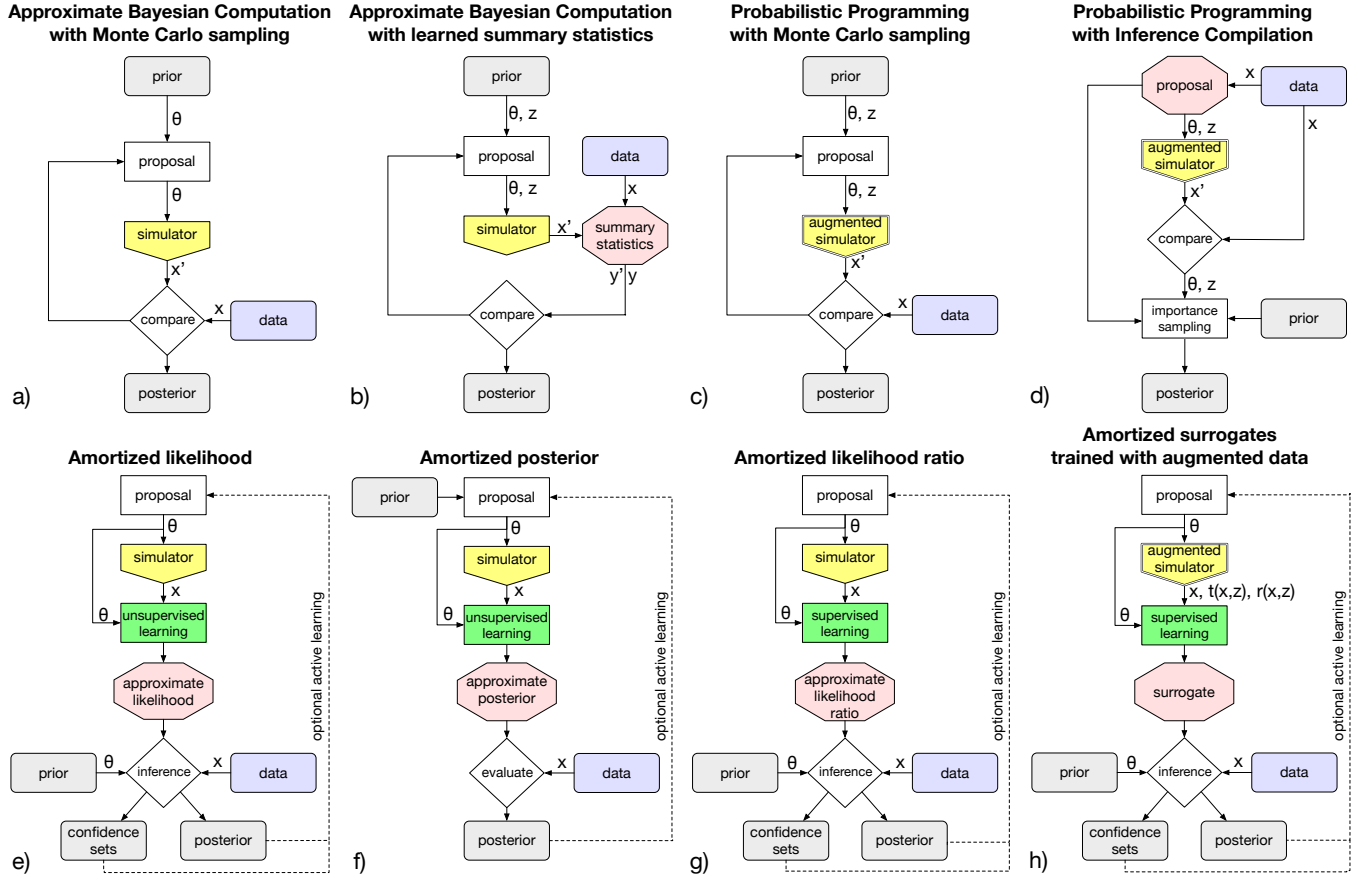 Approximate Bayesian Computation
with Monte Carlo sampling
prior
θ
proposal
θ
simulator
x’
compare
x
data
posterior
a)
Approximate Bayesian Computation
with learned summary statistics
prior
θ, z
proposal
data
θ, z
x
simulator
x’
summary
statistics
y’ y
compare
posterior
b)
Probabilistic Programming
with Monte Carlo sampling
prior
θ, z
proposal
θ, z
augmented
simulator
x’
compare
x
data
posterior
c)
Probabilistic Programming
with Inference Compilation
proposal
x
data
θ, z
x
augmented
simulator
x’
compare
θ, z
importance
sampling
prior
posterior
d)
Amortized likelihood
proposal
θ
simulator
x
θ
unsupervised
learning
approximate
likelihood
prior
θ
inference
x
data
confidence
sets
posterior
optional active learning
e)
Amortized posterior
prior
proposal
θ
simulator
x
θ
unsupervised
learning
approximate
posterior
evaluate
x
data
posterior
optional active learning
f)
Amortized likelihood ratio
proposal
θ
simulator
x
θ
supervised
learning
approximate
likelihood
ratio
prior
θ
inference
x
data
confidence
sets
posterior
optional active learning
g)
Amortized surrogates
trained with augmented data
proposal
θ
augmented
simulator
x, t(x,z), r(x,z)
θ
supervised
learning
surrogate
prior
θ
inference
x
data
confidence
sets
posterior
optional active learning
h)